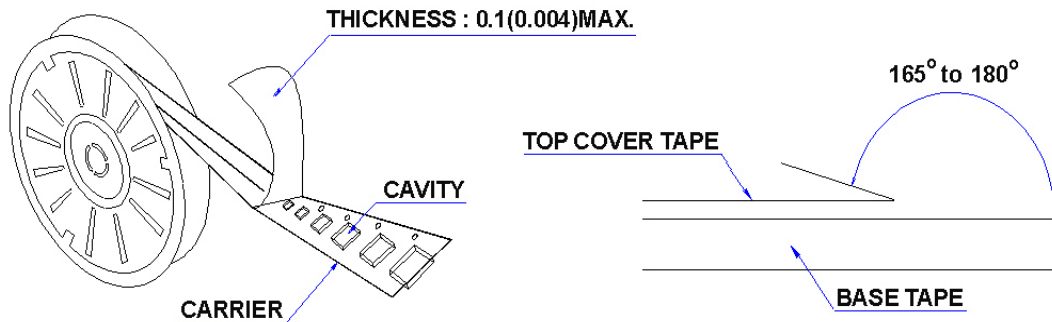 THICKNESS : 0.1(0.004)MAX.
CAVITY
CARRIER
165° to 180°
TOP COVER TAPE
BASE TAPE